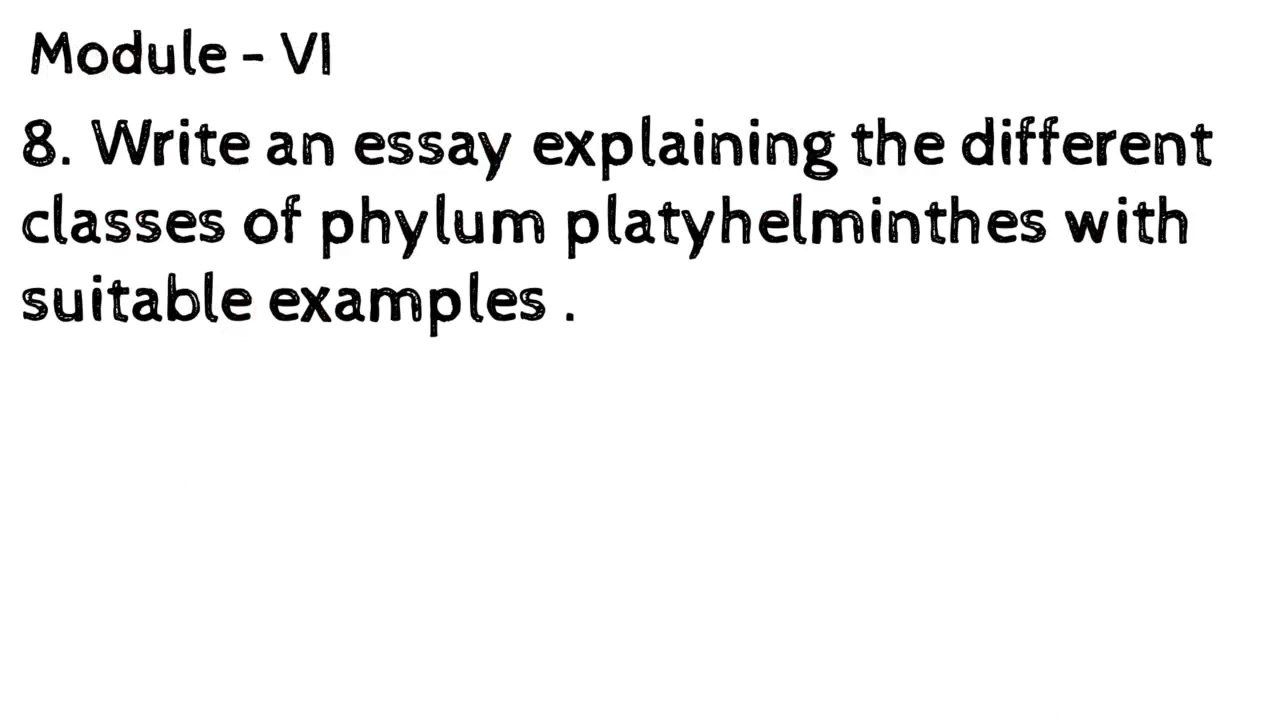 Module - VI
8. Write an essay explaining the different
classes of phylum platyhelminthes with
suitable examples .